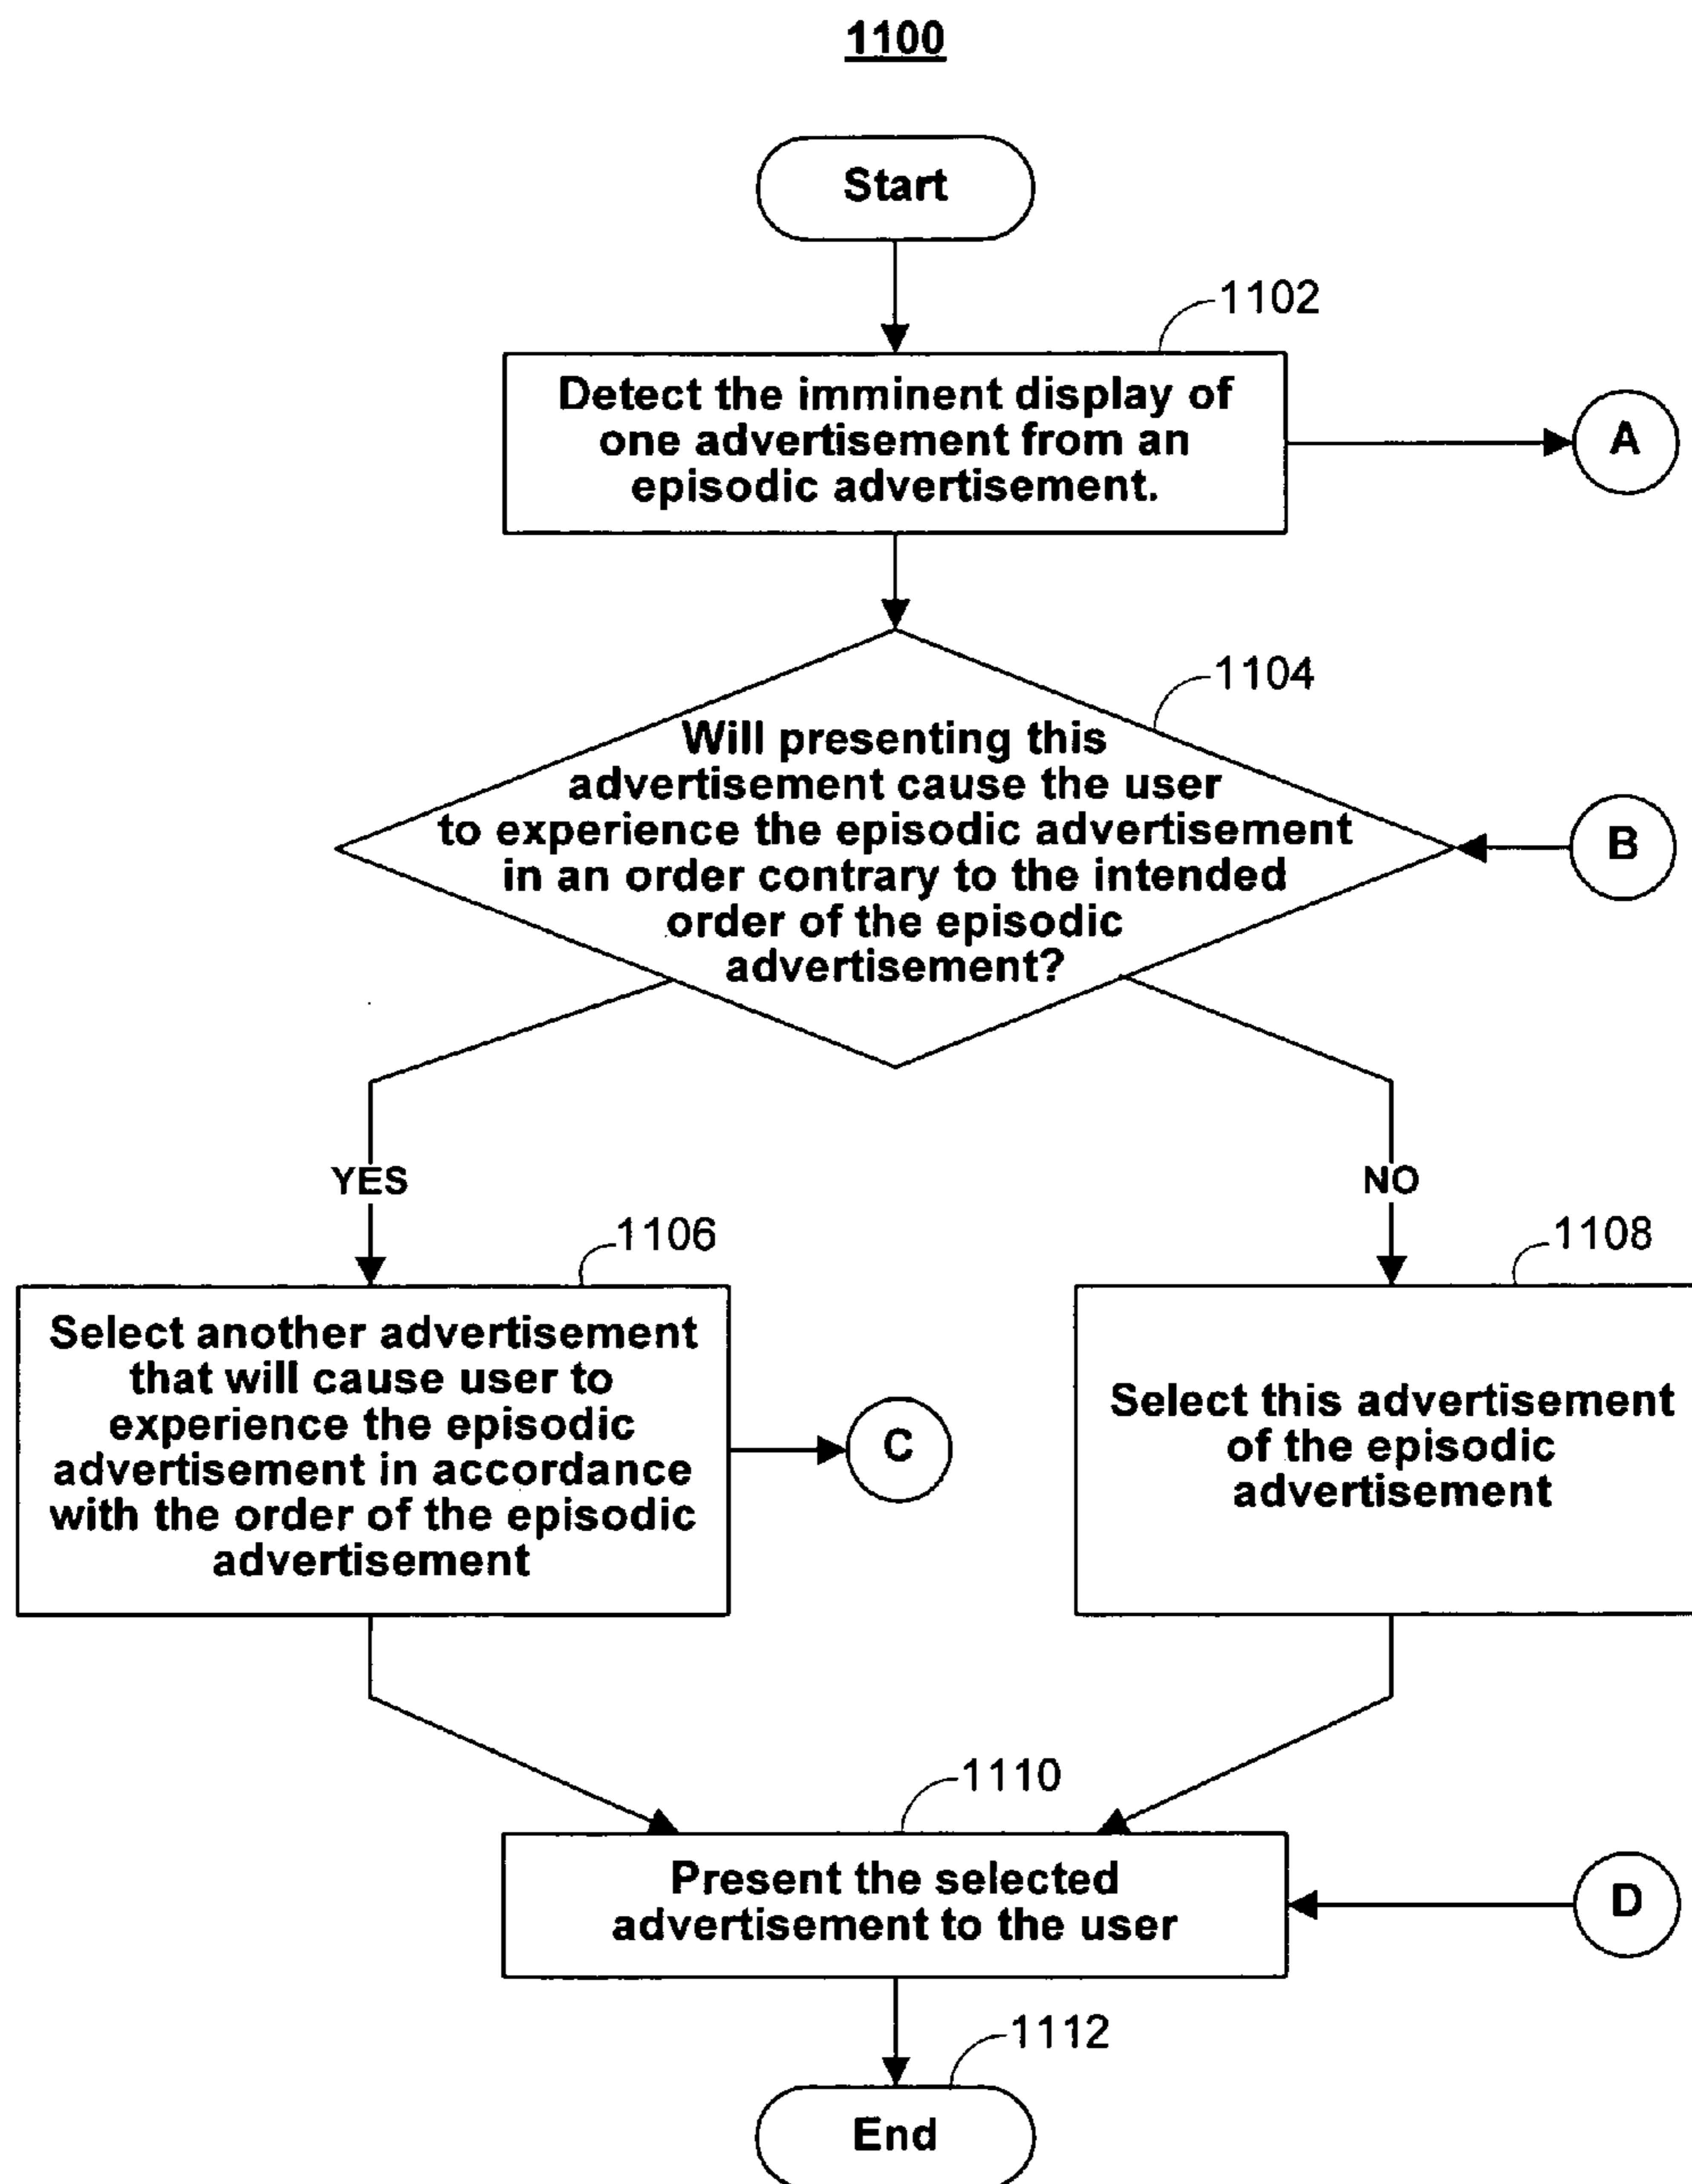 1100
Start
1102
Detect the imminent display of
one advertisement from an
episodic advertisement.
A
1104
Will presenting this
advertisement cause the user
to experience the episodic advertisement
in an order contrary to the intended
order of the episodic
advertisement?
B
YES
NO
1106
1108
Select another advertisement
that will cause user to
experience the episodic
advertisement in accordance
with the order of the episodic
advertisement
C
Select this advertisement
of the episodic
advertisement
1110
Present the selected
advertisement to the user
D
1112
End